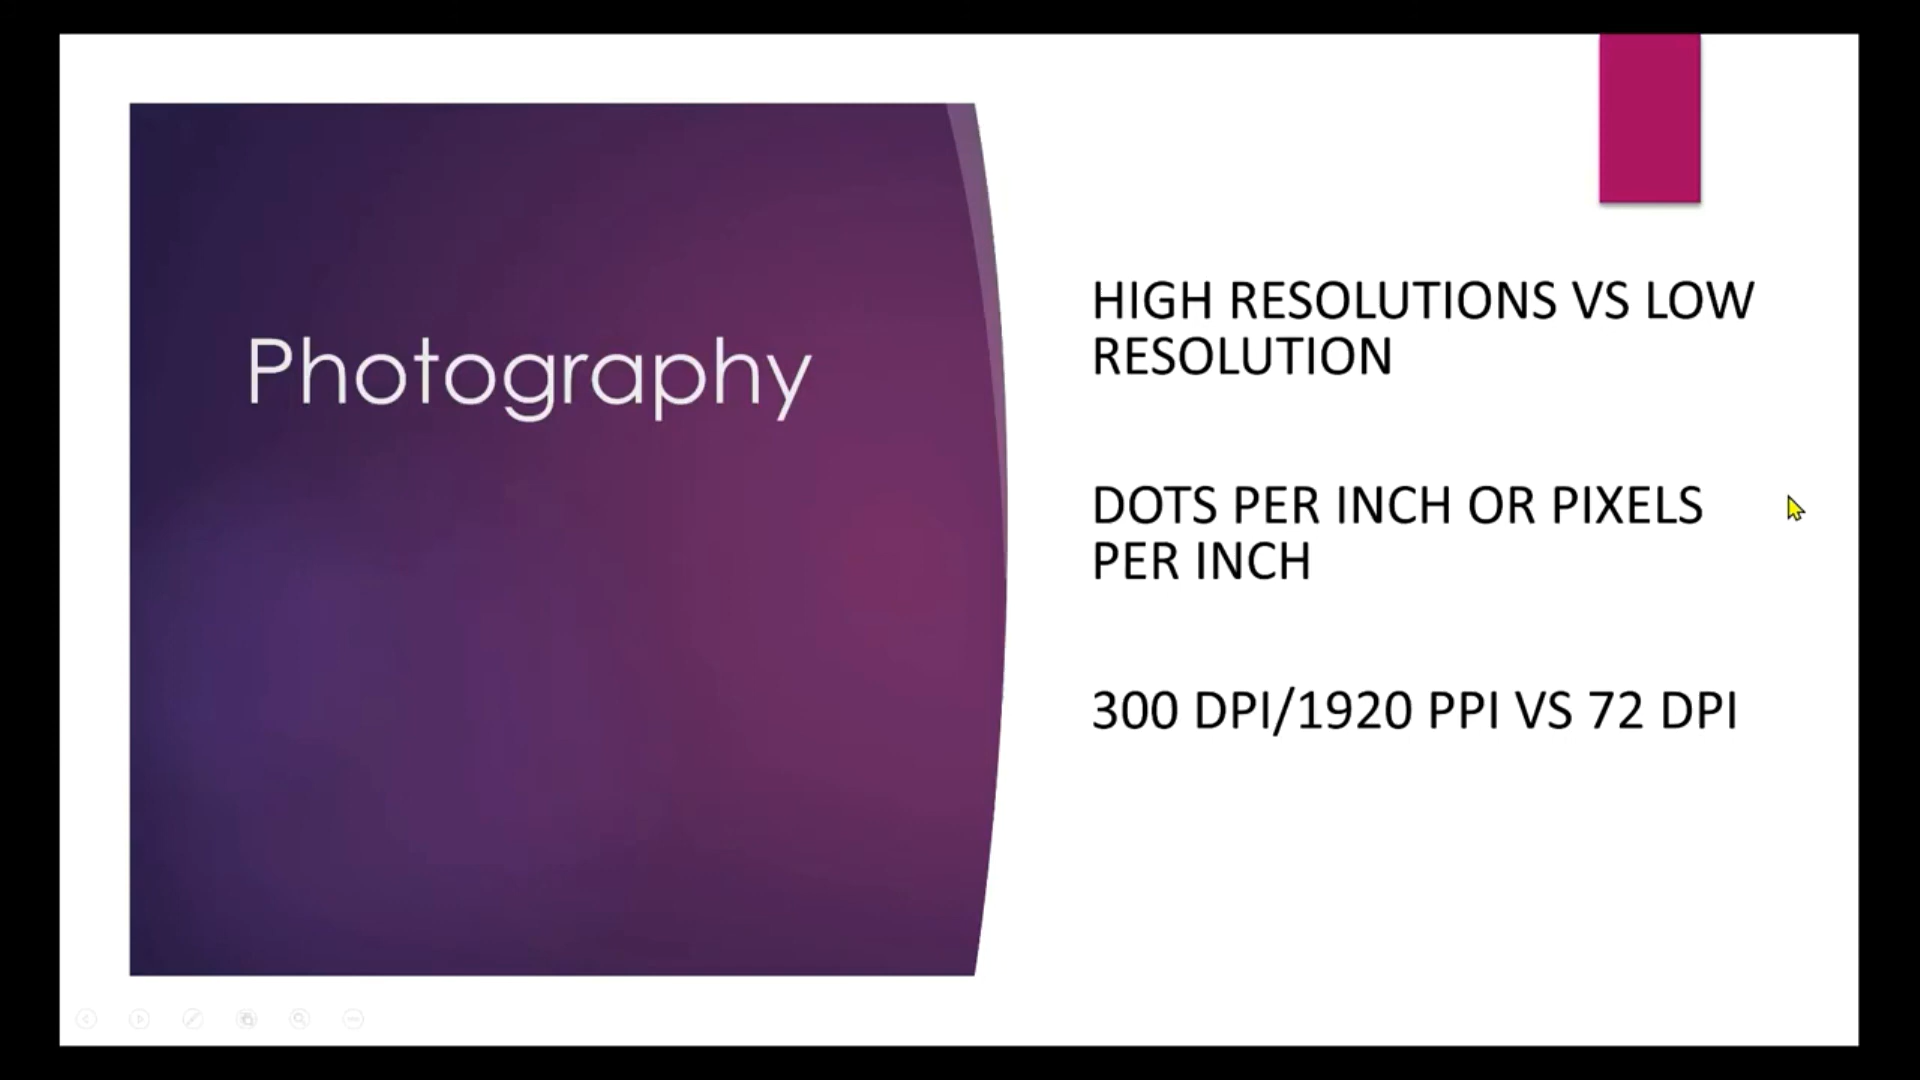 Photography
HIGH RESOLUTIONS VS LOW
RESOLUTION
DOTS PER INCH OR PIXELS
PER INCH
300 DPI/1920 PPI VS 72 DPI